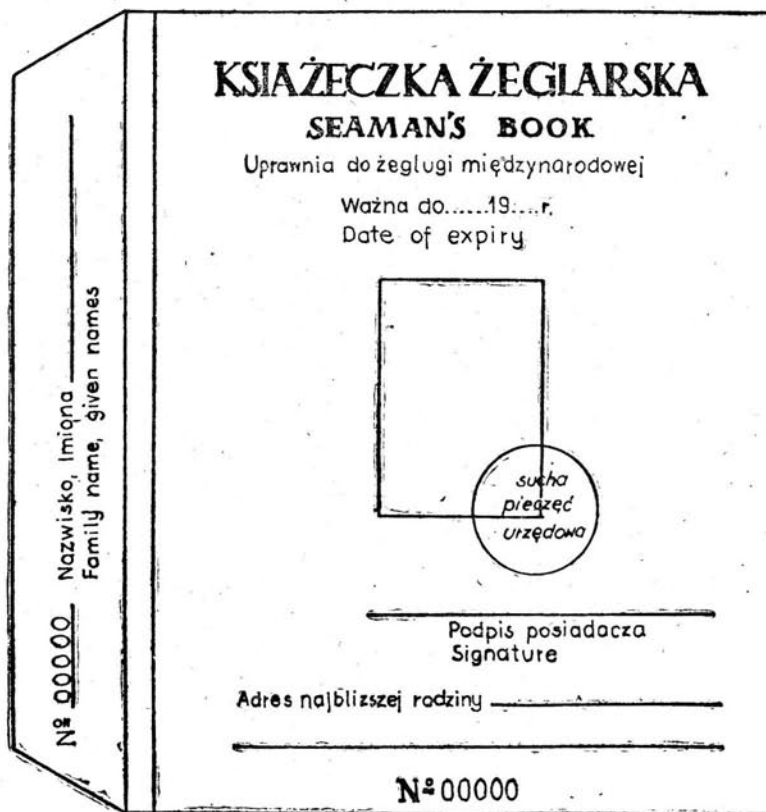 KSIAŻECZKA ŻEGLARSKA
SEAMAN'S BOOK
Uprawnia do żeglugi międzynarodowej
Ważna do......19....r.
Date of expiry
sucha
pieczęć
urzędowa
Podpis posiadacza
Signature
Adres najbliższej rodziny
Nº 00000
Nº 00000 Nazwisko, Imiona
Family name, given names